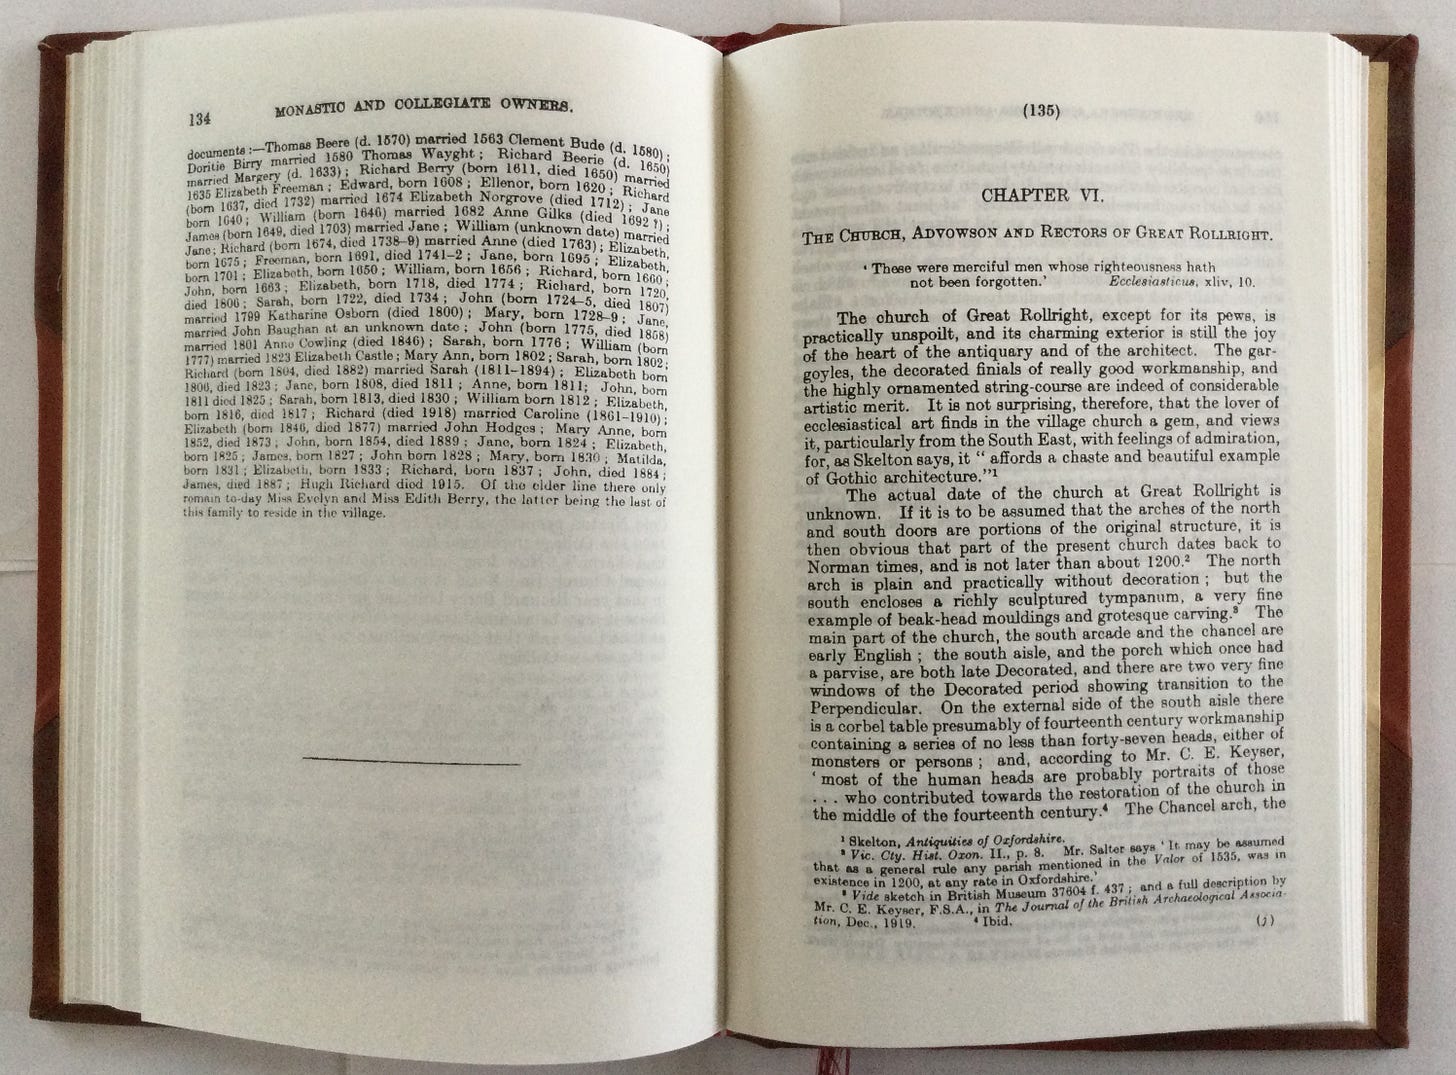 134
MONASTIC AND COLLEGIATE OWNERS.
documents :—Thomas Beere (d. 1570) married 1563 Clement Bude (d. 1580) ;
Doritie Birry married 1580 Thomas Wayght ; Richard Beerie (d. 1650)
married Margery (d. 1633) ; Richard Berry (born 1611, died 1650) married
1635 Elizabeth Freeman ; Edward, born 1608 ; Ellenor, born 1620 ; Richard
(born 1637, died 1732) married 1674 Elizabeth Norgrove (died 1712) ; Jane
born 1640 ; William (born 1646) married 1682 Anne Gilks (died 1692 ?) ;
James (born 1649, died 1703) married Jane ; William (unknown date) married
Jane ; Richard (born 1674, died 1738–9) married Anne (died 1763) ; Elizabeth,
born 1675 ; Freeman, born 1691, died 1741–2 ; Jane, born 1695 ; Elizabeth,
born 1701 ; Elizabeth, born 1650 ; William, born 1656 ; Richard, born 1660 ;
John, born 1663 ; Elizabeth, born 1718, died 1774 ; Richard, born 1720,
died 1806 ; Sarah, born 1722, died 1734 ; John (born 1724–5, died 1807)
married 1799 Katharine Osborn (died 1800) ; Mary, born 1728–9 ; Jane,
married John Baughan at an unknown date ; John (born 1775, died 1858)
married 1801 Anne Cowling (died 1846) ; Sarah, born 1776 ; William (born
1777) married 1823 Elizabeth Castle ; Mary Ann, born 1802 ; Sarah, born 1802 ;
Richard (born 1804, died 1882) married Sarah (1811–1894) ; Elizabeth born
1806, died 1823 ; Jane, born 1808, died 1811 ; Anne, born 1811; John, born
1811 died 1825 ; Sarah, born 1813, died 1830 ; William born 1812 ; Elizabeth,
born 1816, died 1817 ; Richard (died 1918) married Caroline (1861–1910) ;
Elizabeth (born 1846, died 1877) married John Hodges ; Mary Anne, born
1852, died 1873 ; John, born 1854, died 1889 ; Jane, born 1824 ; Elizabeth,
born 1825 ; James, born 1827 ; John born 1828 ; Mary, born 1830 ; Matilda,
born 1831 ; Elizabeth, born 1833 ; Richard, born 1837 ; John, died 1884 ;
James, died 1887 ; Hugh Richard died 1915. Of the elder line there only
remain to-day Miss Evelyn and Miss Edith Berry, the latter being the last of
this family to reside in the village.
(135)
CHAPTER VI.
THE CHURCH, ADVOWSON AND RECTORS OF GREAT ROLLRIGHT.
‘ These were merciful men whose righteousness hath
not been forgotten.’ Ecclesiasticus, xliv, 10.
The church of Great Rollright, except for its pews, is
practically unspoilt, and its charming exterior is still the joy
of the heart of the antiquary and of the architect. The gar-
goyles, the decorated finials of really good workmanship, and
the highly ornamented string-course are indeed of considerable
artistic merit. It is not surprising, therefore, that the lover of
ecclesiastical art finds in the village church a gem, and views
it, particularly from the South East, with feelings of admiration,
for, as Skelton says, it “ affords a chaste and beautiful example
of Gothic architecture.”¹
The actual date of the church at Great Rollright is
unknown. If it is to be assumed that the arches of the north
and south doors are portions of the original structure, it is
then obvious that part of the present church dates back to
Norman times, and is not later than about 1200.² The north
arch is plain and practically without decoration ; but the
south encloses a richly sculptured tympanum, a very fine
example of beak-head mouldings and grotesque carving.³ The
main part of the church, the south arcade and the chancel are
early English ; the south aisle, and the porch which once had
a parvise, are both late Decorated, and there are two very fine
windows of the Decorated period showing transition to the
Perpendicular. On the external side of the south aisle there
is a corbel table presumably of fourteenth century workmanship
containing a series of no less than forty-seven heads, either of
monsters or persons ; and, according to Mr. C. E. Keyser,
‘ most of the human heads are probably portraits of those
. . . who contributed towards the restoration of the church in
the middle of the fourteenth century.⁴ The Chancel arch, the
¹ Skelton, Antiquities of Oxfordshire.
² Vic. Cty. Hist. Oxon. II., p. 8. Mr. Salter says ‘ It may be assumed
that as a general rule any parish mentioned in the Valor of 1535, was in
existence in 1200, at any rate in Oxfordshire.’
³ Vide sketch in British Museum 37604 f. 437 ; and a full description by
Mr. C. E. Keyser, F.S.A., in The Journal of the British Archaeological Associa-
tion, Dec., 1919. ⁴ Ibid. (j)